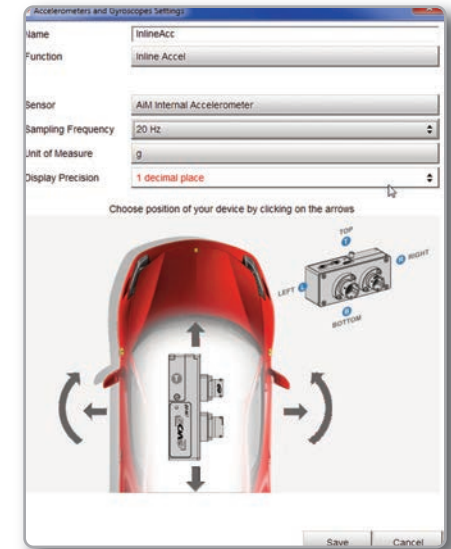 Accelerometers and Gyroscopes Settings
Name InlineAcc
Function Inline Accel
Sensor AiM Internal Accelerometer
Sampling Frequency 20 Hz
Unit of Measure g
Display Precision 1 decimal place
Choose position of your device by clicking on the arrows
TOP
T
R RIGHT
LEFT L
B
BOTTOM
T
Save Cancel